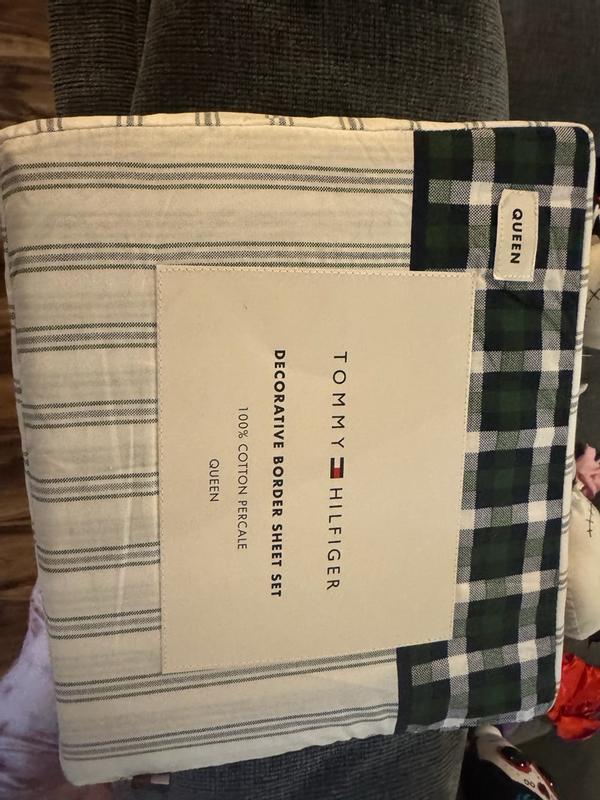 QUEEN
TOMMY HILFIGER
DECORATIVE BORDER SHEET SET
100% COTTON PERCALE
QUEEN